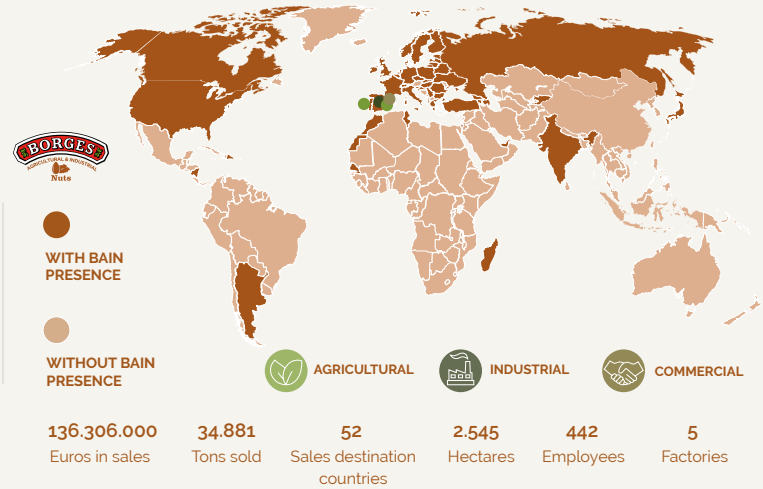 BORGES
AGRICULTURAL & INDUSTRIAL
Nuts
WITH BAIN
PRESENCE
WITHOUT BAIN
PRESENCE
AGRICULTURAL
INDUSTRIAL
COMMERCIAL
136.306.000
Euros in sales
34.881
Tons sold
52
Sales destination
countries
2.545
Hectares
442
Employees
5
Factories